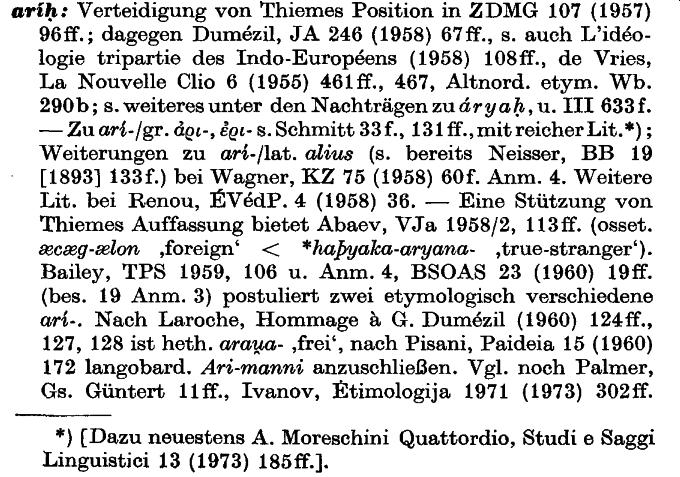 aríḥ: Verteidigung von Thiemes Position in ZDMG 107 (1957)
96ff.; dagegen Dumézil, JA 246 (1958) 67ff., s. auch L'idéo-
logie tripartie des Indo-Européens (1958) 108ff., de Vries,
La Nouvelle Clio 6 (1955) 461ff., 467, Altnord. etym. Wb.
290b; s. weiteres unter den Nachträgen zu áryaḥ, u. III 633f.
— Zu arí-/gr. ἀρι-, ἐρι- s. Schmitt 33f., 131ff., mit reicher Lit.*);
Weiterungen zu arí-/lat. alius (s. bereits Neisser, BB 19
[1893] 133f.) bei Wagner, KZ 75 (1958) 60f. Anm. 4. Weitere
Lit. bei Renou, ÉVédP. 4 (1958) 36. — Eine Stützung von
Thiemes Auffassung bietet Abaev, VJa 1958/2, 113ff. (osset.
æcæg-ælon ‚foreign‘ < *haþyaka-aryana- ‚true-stranger‘).
Bailey, TPS 1959, 106 u. Anm. 4, BSOAS 23 (1960) 19ff.
(bes. 19 Anm. 3) postuliert zwei etymologisch verschiedene
arí-. Nach Laroche, Hommage à G. Dumézil (1960) 124ff.,
127, 128 ist heth. arau̯a- ‚frei‘, nach Pisani, Paideia 15 (1960)
172 langobard. Ari-manni anzuschließen. Vgl. noch Palmer,
Gs. Güntert 11ff., Ivanov, Étimologija 1971 (1973) 302ff.
*) [Dazu neuestens A. Moreschini Quattordio, Studi e Saggi
Linguistici 13 (1973) 185ff.].